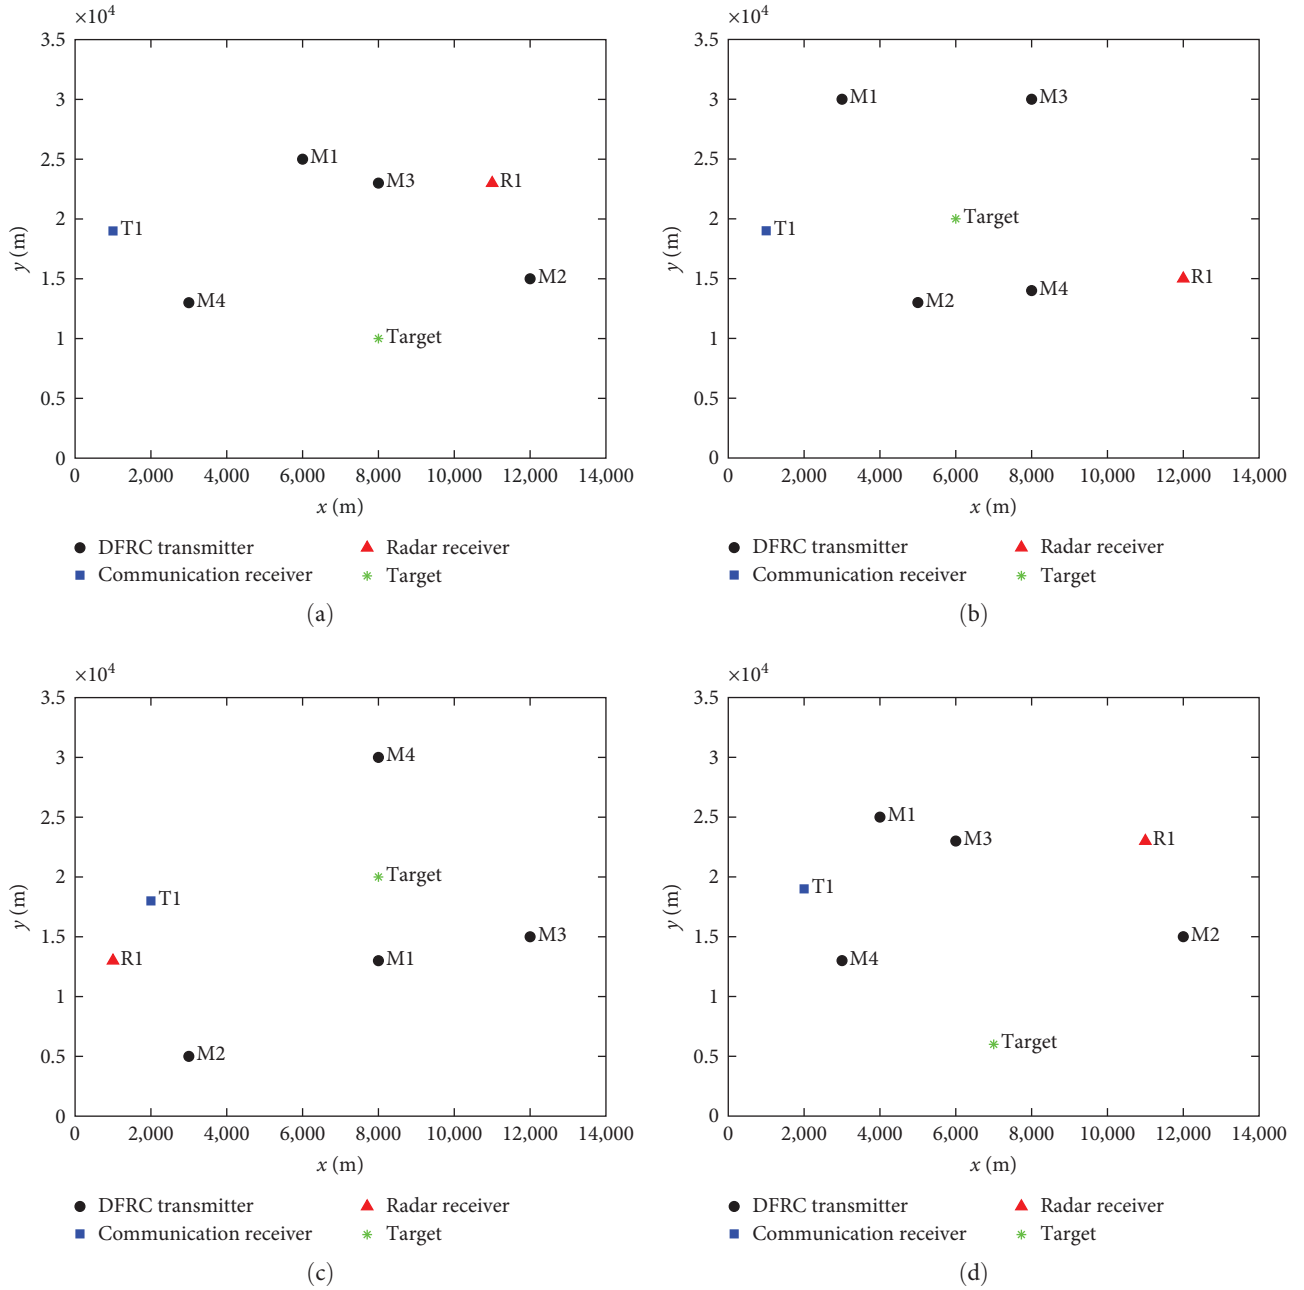 ×10⁴
3.5
3
2.5
2
1.5
1
0.5
0
y (m)
M1
M3
R1
T1
M2
M4
Target
0 2,000 4,000 6,000 8,000 10,000 12,000 14,000
x (m)
DFRC transmitter
Radar receiver
Communication receiver
Target
(a)
×10⁴
3.5
3
2.5
2
1.5
1
0.5
0
y (m)
M1
M3
Target
T1
R1
M4
M2
0 2,000 4,000 6,000 8,000 10,000 12,000 14,000
x (m)
DFRC transmitter
Radar receiver
Communication receiver
Target
(b)
×10⁴
3.5
3
2.5
2
1.5
1
0.5
0
y (m)
M4
Target
T1
M3
R1
M1
M2
0 2,000 4,000 6,000 8,000 10,000 12,000 14,000
x (m)
DFRC transmitter
Radar receiver
Communication receiver
Target
(c)
×10⁴
3.5
3
2.5
2
1.5
1
0.5
0
y (m)
M1
M3
R1
T1
M2
M4
Target
0 2,000 4,000 6,000 8,000 10,000 12,000 14,000
x (m)
DFRC transmitter
Radar receiver
Communication receiver
Target
(d)